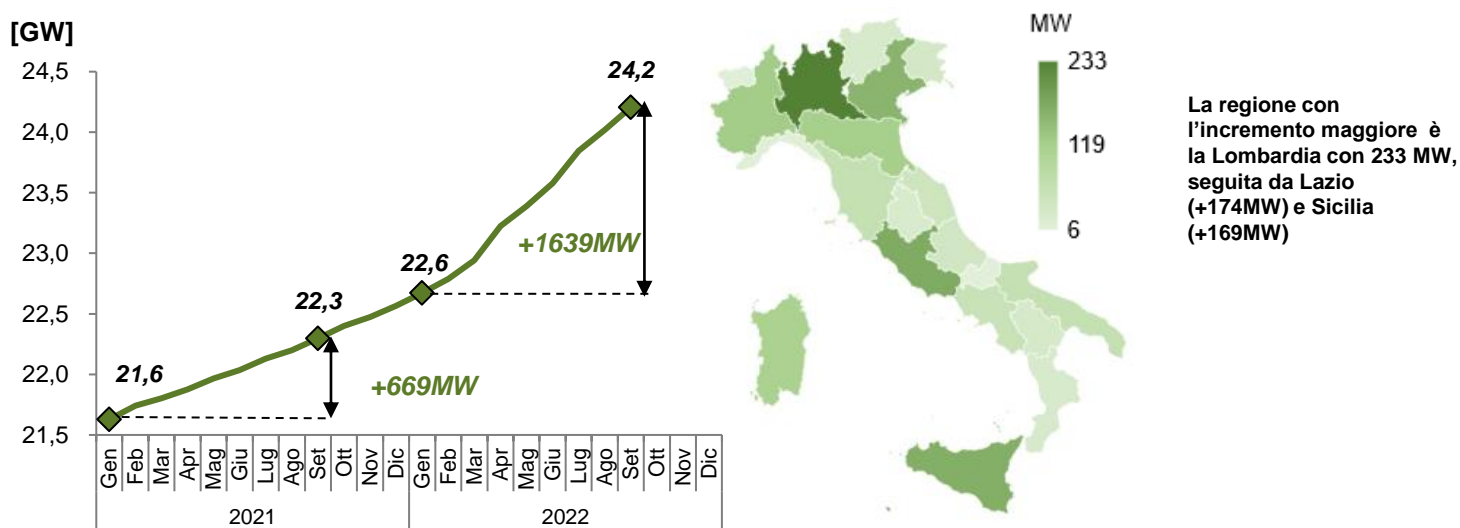 [GW]
24,5
24,0
23,5
23,0
22,5
22,0
21,5
21,6
22,3
22,6
24,2
+669MW
+1639MW
Gen
Feb
Mar
Apr
Mag
Giu
Lug
Ago
Set
Ott
Nov
Dic
Gen
Feb
Mar
Apr
Mag
Giu
Lug
Ago
Set
Ott
Nov
Dic
2021
2022
MW
233
119
6
La regione con
l'incremento maggiore è
la Lombardia con 233 MW,
seguita da Lazio
(+174MW) e Sicilia
(+169MW)